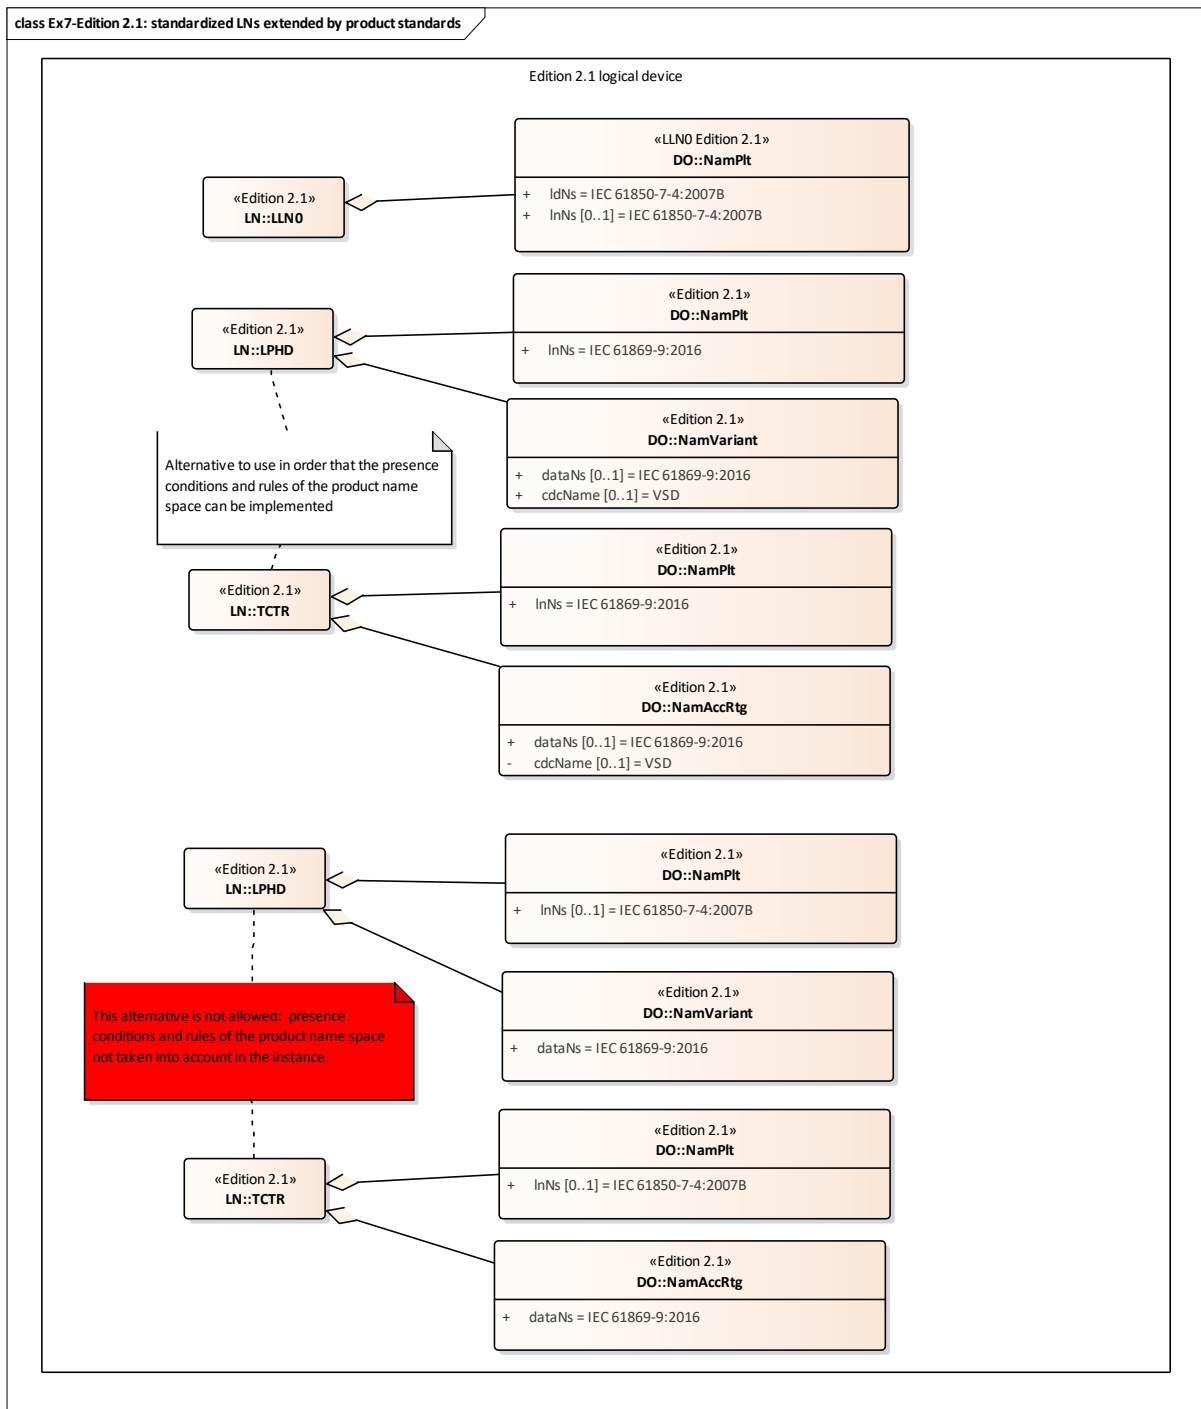 class Ex7-Edition 2.1: standardized LNs extended by product standards
Edition 2.1 logical device
«LLN0 Edition 2.1»
DO::NamPlt
+ ldNs = IEC 61850-7-4:2007B
+ lnNs [0..1] = IEC 61850-7-4:2007B
«Edition 2.1»
LN::LLN0
«Edition 2.1»
DO::NamPlt
+ lnNs = IEC 61869-9:2016
«Edition 2.1»
LN::LPHD
«Edition 2.1»
DO::NamVariant
+ dataNs [0..1] = IEC 61869-9:2016
+ cdcName [0..1] = VSD
Alternative to use in order that the presence
conditions and rules of the product name
space can be implemented
«Edition 2.1»
DO::NamPlt
+ lnNs = IEC 61869-9:2016
«Edition 2.1»
LN::TCTR
«Edition 2.1»
DO::NamAccRtg
+ dataNs [0..1] = IEC 61869-9:2016
- cdcName [0..1] = VSD
«Edition 2.1»
DO::NamPlt
+ lnNs [0..1] = IEC 61850-7-4:2007B
«Edition 2.1»
LN::LPHD
«Edition 2.1»
DO::NamVariant
+ dataNs = IEC 61869-9:2016
This alternative is not allowed: presence
conditions and rules of the product name space
not taken into account in the instance.
«Edition 2.1»
DO::NamPlt
+ lnNs [0..1] = IEC 61850-7-4:2007B
«Edition 2.1»
LN::TCTR
«Edition 2.1»
DO::NamAccRtg
+ dataNs = IEC 61869-9:2016